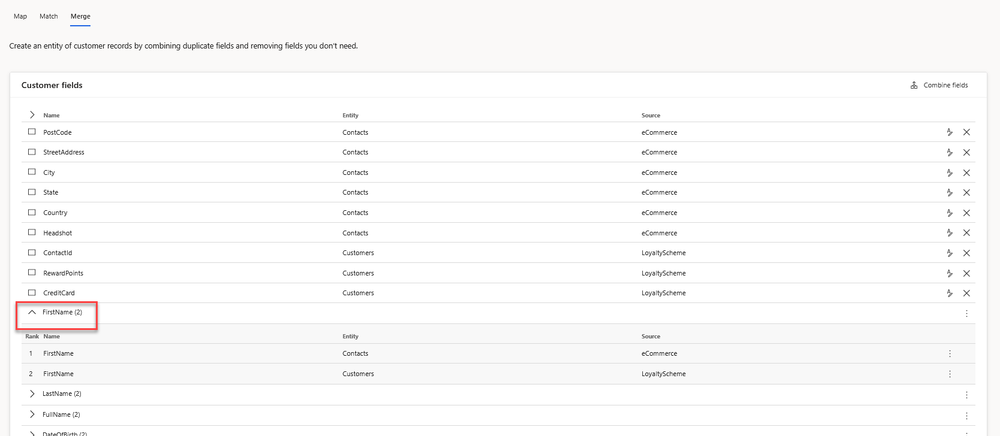 Map Match Merge
Create an entity of customer records by combining duplicate fields and removing fields you don't need.
Customer fields Combine fields
Name Entity Source
PostCode Contacts eCommerce
StreetAddress Contacts eCommerce
City Contacts eCommerce
State Contacts eCommerce
Country Contacts eCommerce
Headshot Contacts eCommerce
ContactId Customers LoyaltyScheme
RewardPoints Customers LoyaltyScheme
CreditCard Customers LoyaltyScheme
FirstName (2)
Rank Name Entity Source
1 FirstName Contacts eCommerce
2 FirstName Customers LoyaltyScheme
LastName (2)
FullName (2)
DateOfBirth (2)